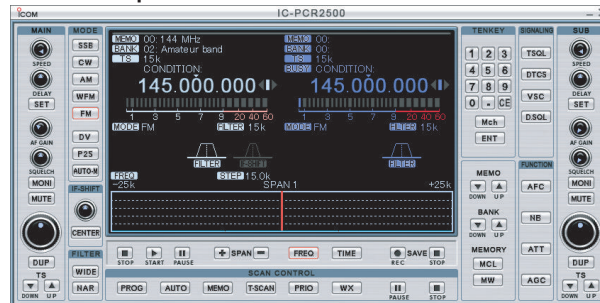 ICOM IC-PCR2500
MAIN MODE TENKEY SIGNALING SUB
MEMO 00: 144 MHz MEMO 00:
BANK 02: Amateur band BANK 00:
TS 15k TS 15k
CONDITION: BUSY CONDITION:
145.000.000 145.000.000
1 3 5 7 9 20 40 60 1 3 5 7 9 20 40 60
MODE FM FILTER 15k MODE FM FILTER 15k
FILTER IF-SHIFT FILTER
FREQ STEP 15.0k
-25k SPAN 1 +25k
SPEED
DELAY
SET
AF GAIN
SQUELCH
MONI
MUTE
DUP
TS
DOWN UP
SSB
CW
AM
WFM
FM
DV
P25
AUTO-M
IF-SHIFT
CENTER
FILTER
WIDE
NAR
STOP START PAUSE + SPAN − FREQ TIME REC SAVE STOP
SCAN CONTROL
PROG AUTO MEMO T-SCAN PRIO WX PAUSE STOP
1 2 3
4 5 6
7 8 9
0 . CE
Mch
ENT
MEMO
DOWN UP
BANK
DOWN UP
MEMORY
MCL
MW
TSQL
DTCS
VSC
D.SQL
FUNCTION
AFC
NB
ATT
AGC
SPEED
DELAY
SET
AF GAIN
SQUELCH
MONI
MUTE
DUP
TS
DOWN UP